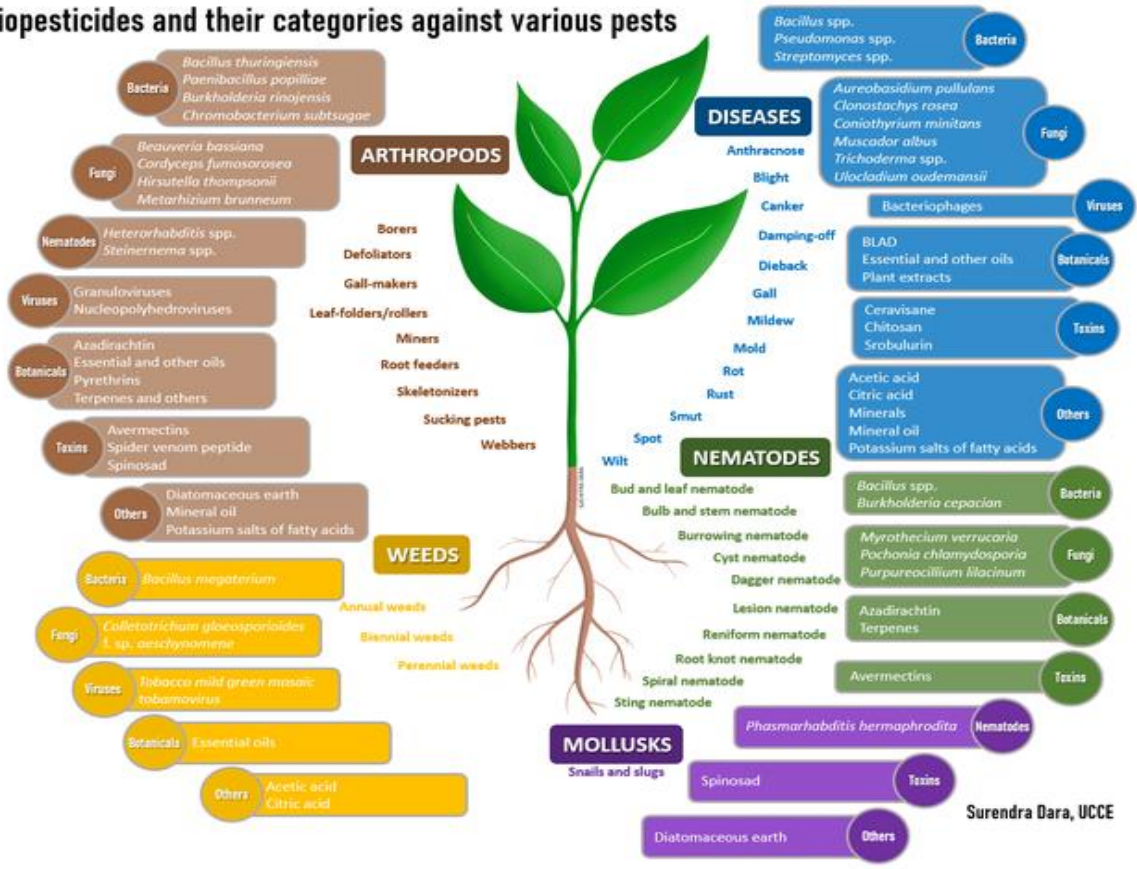 iopesticides and their categories against various pests
ARTHROPODS
Bacteria
Bacillus thuringiensis
Paenibacillus popilliae
Burkholderia rinojensis
Chromobacterium subtsugae
Fungi
Beauveria bassiana
Cordyceps fumosorosea
Hirsutella thompsonii
Metarhizium brunneum
Nematodes
Heterorhabditis spp.
Steinernema spp.
Viruses
Granuloviruses
Nucleopolyhedroviruses
Botanicals
Azadirachtin
Essential and other oils
Pyrethrins
Terpenes and others
Toxins
Avermectins
Spider venom peptide
Spinosad
Others
Diatomaceous earth
Mineral oil
Potassium salts of fatty acids
Borers
Defoliators
Gall-makers
Leaf-folders/rollers
Miners
Root feeders
Skeletonizers
Sucking pests
Webbers
WEEDS
Annual weeds
Biennial weeds
Perennial weeds
Bacteria
Bacillus megaterium
Fungi
Colletotrichum gloeosporioides
f. sp. aeschynomene
Viruses
Tobacco mild green mosaic
tobamovirus
Botanicals
Essential oils
Others
Acetic acid
Citric acid
DISEASES
Anthracnose
Blight
Canker
Damping-off
Dieback
Gall
Mildew
Mold
Rot
Rust
Smut
Spot
Wilt
Bacillus spp.
Pseudomonas spp.
Streptomyces spp.
Bacteria
Aureobasidium pullulans
Clonostachys rosea
Coniothyrium minitans
Muscador albus
Trichoderma spp.
Ulocladium oudemansii
Fungi
Bacteriophages
Viruses
BLAD
Essential and other oils
Plant extracts
Botanicals
Ceravisane
Chitosan
Srobulurin
Toxins
Acetic acid
Citric acid
Minerals
Mineral oil
Potassium salts of fatty acids
Others
NEMATODES
Bud and leaf nematode
Bulb and stem nematode
Burrowing nematode
Cyst nematode
Dagger nematode
Lesion nematode
Reniform nematode
Root knot nematode
Spiral nematode
Sting nematode
Bacillus spp.
Burkholderia cepacian
Bacteria
Myrothecium verrucaria
Pochonia chlamydosporia
Purpureocillium lilacinum
Fungi
Azadirachtin
Terpenes
Botanicals
Avermectins
Toxins
MOLLUSKS
Snails and slugs
Phasmarhabditis hermaphrodita
Nematodes
Spinosad
Toxins
Diatomaceous earth
Others
Surendra Dara, UCCE